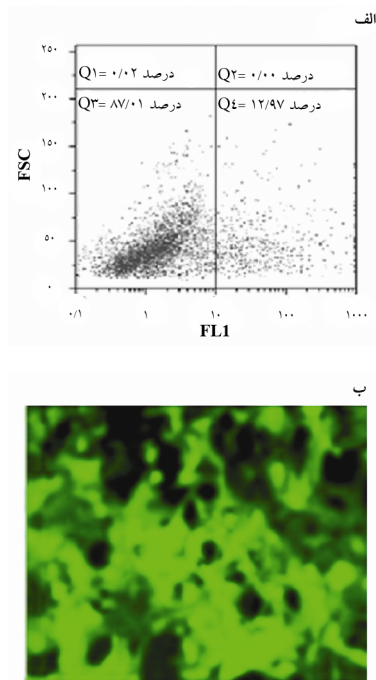 الف
۲۵۰
Q۱= ۰/۰۲ درصد
Q۲= ۰/۰۰ درصد
۲۰۰
Q۳= ۸۷/۰۱ درصد
Q٤= ۱۲/۹۷ درصد
۱۵۰
FSC
۱۰۰
۵۰
۰
۰/۱
۱
۱۰
۱۰۰
۱۰۰۰
FL1
ب